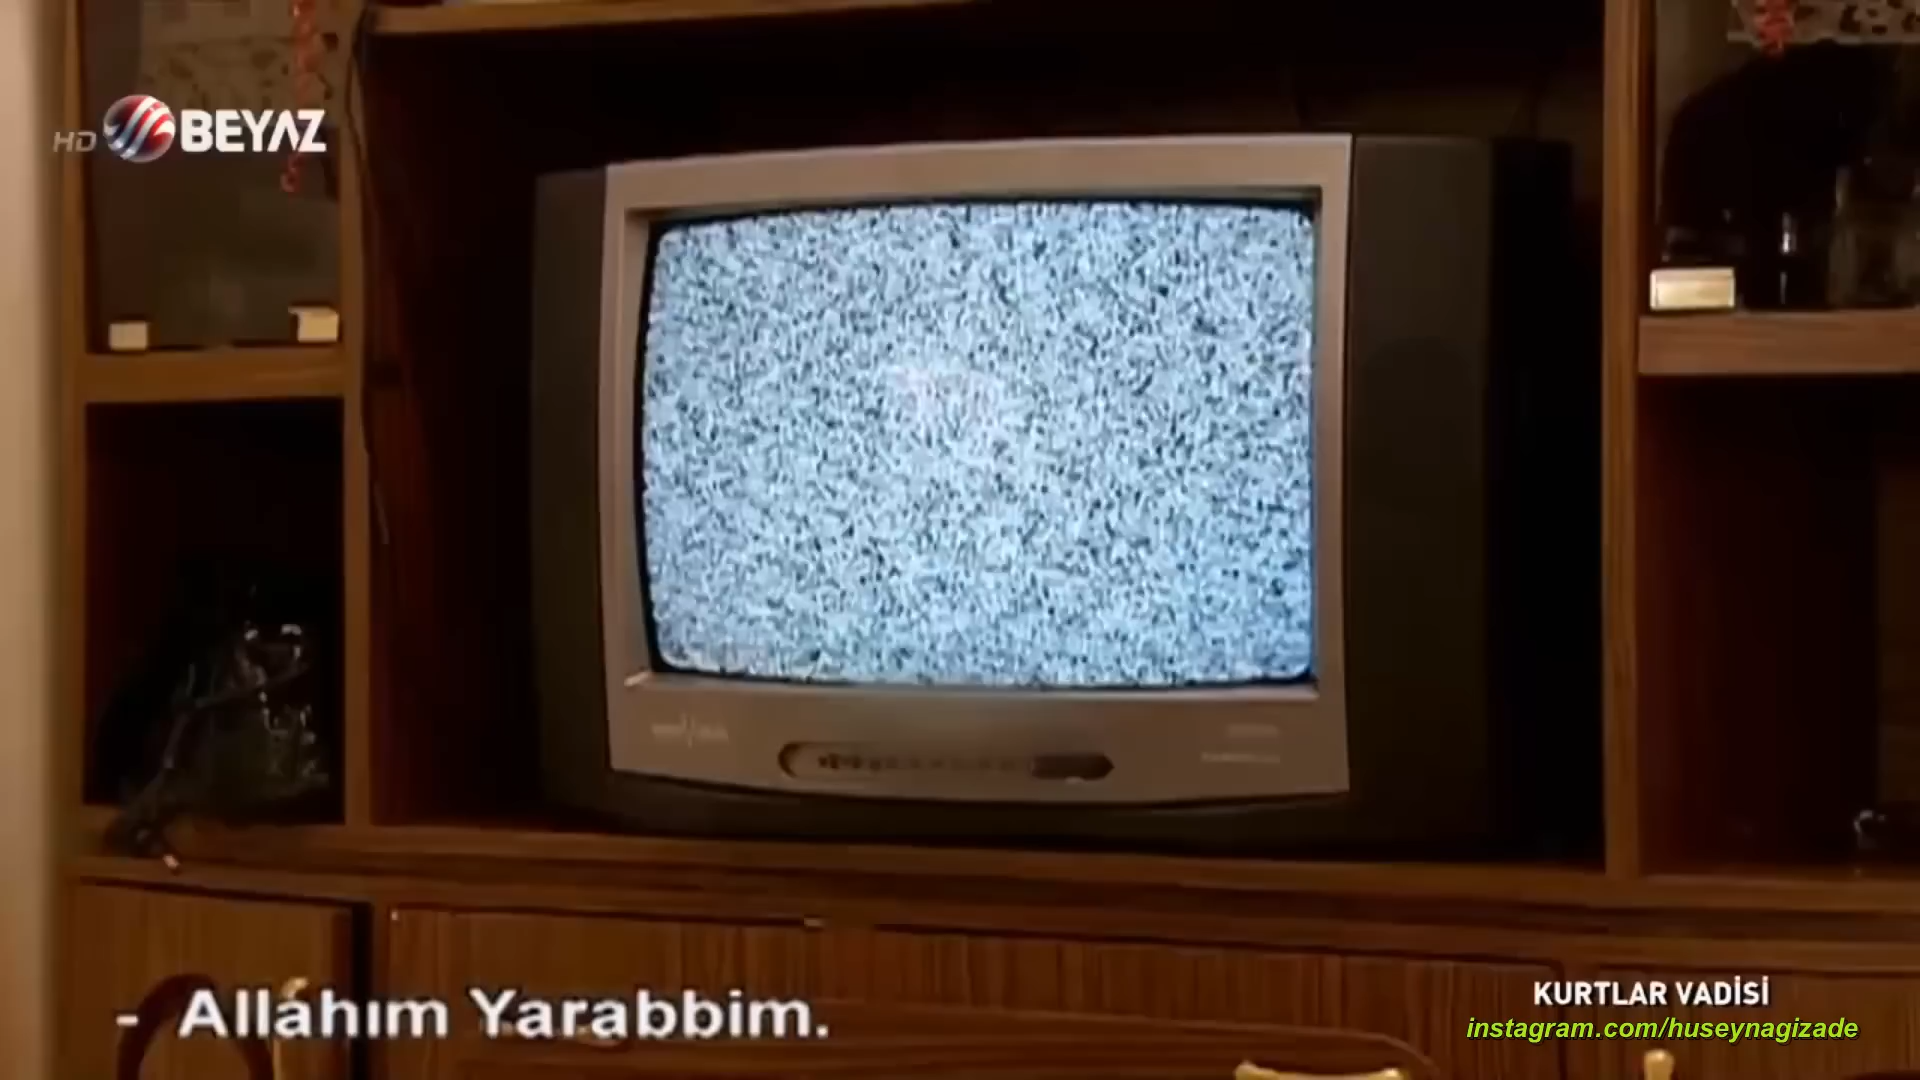 HD BEYAZ
- Allahım Yarabbim.
KURTLAR VADİSİ
instagram.com/huseynagizade